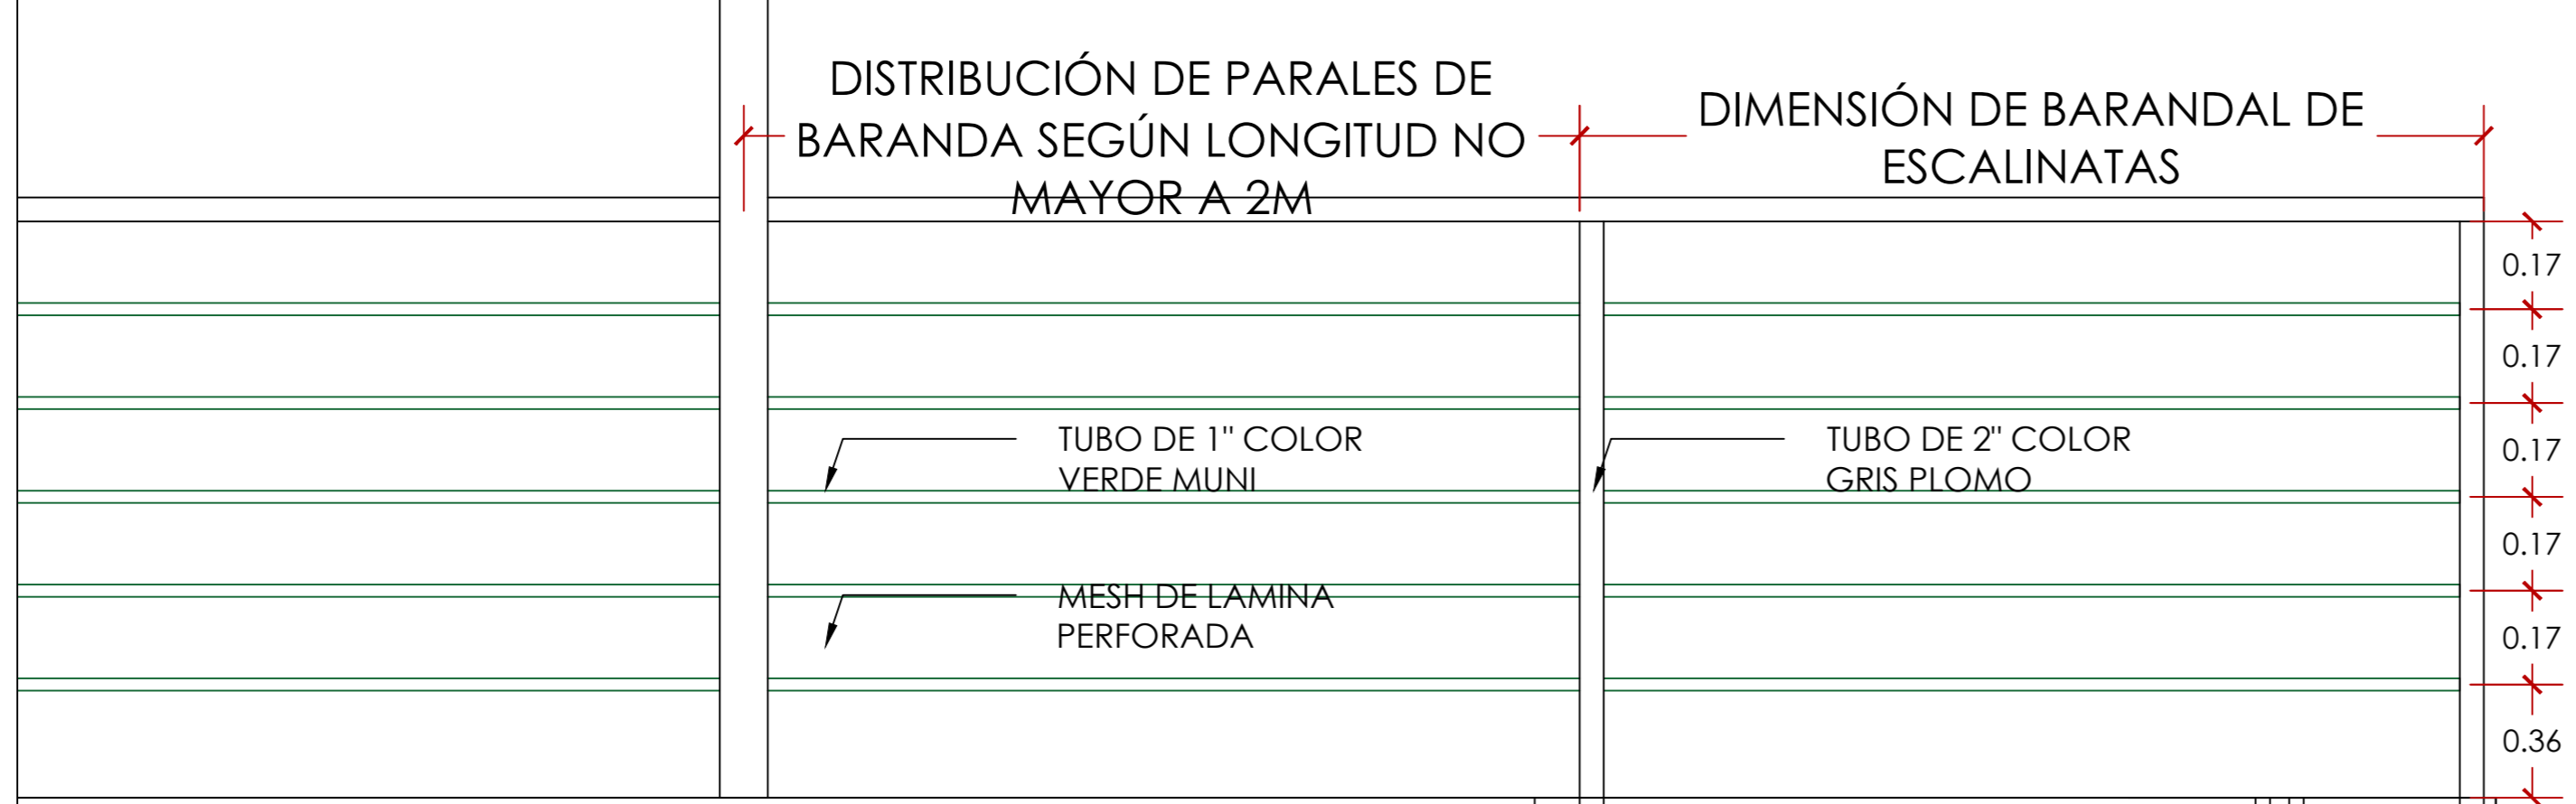 DISTRIBUCIÓN DE PARALES DE
BARANDA SEGÚN LONGITUD NO
MAYOR A 2M
DIMENSIÓN DE BARANDAL DE
ESCALINATAS
0.17
0.17
TUBO DE 1" COLOR
VERDE MUNI
TUBO DE 2" COLOR
GRIS PLOMO
0.17
0.17
MESH DE LAMINA
PERFORADA
0.17
0.36